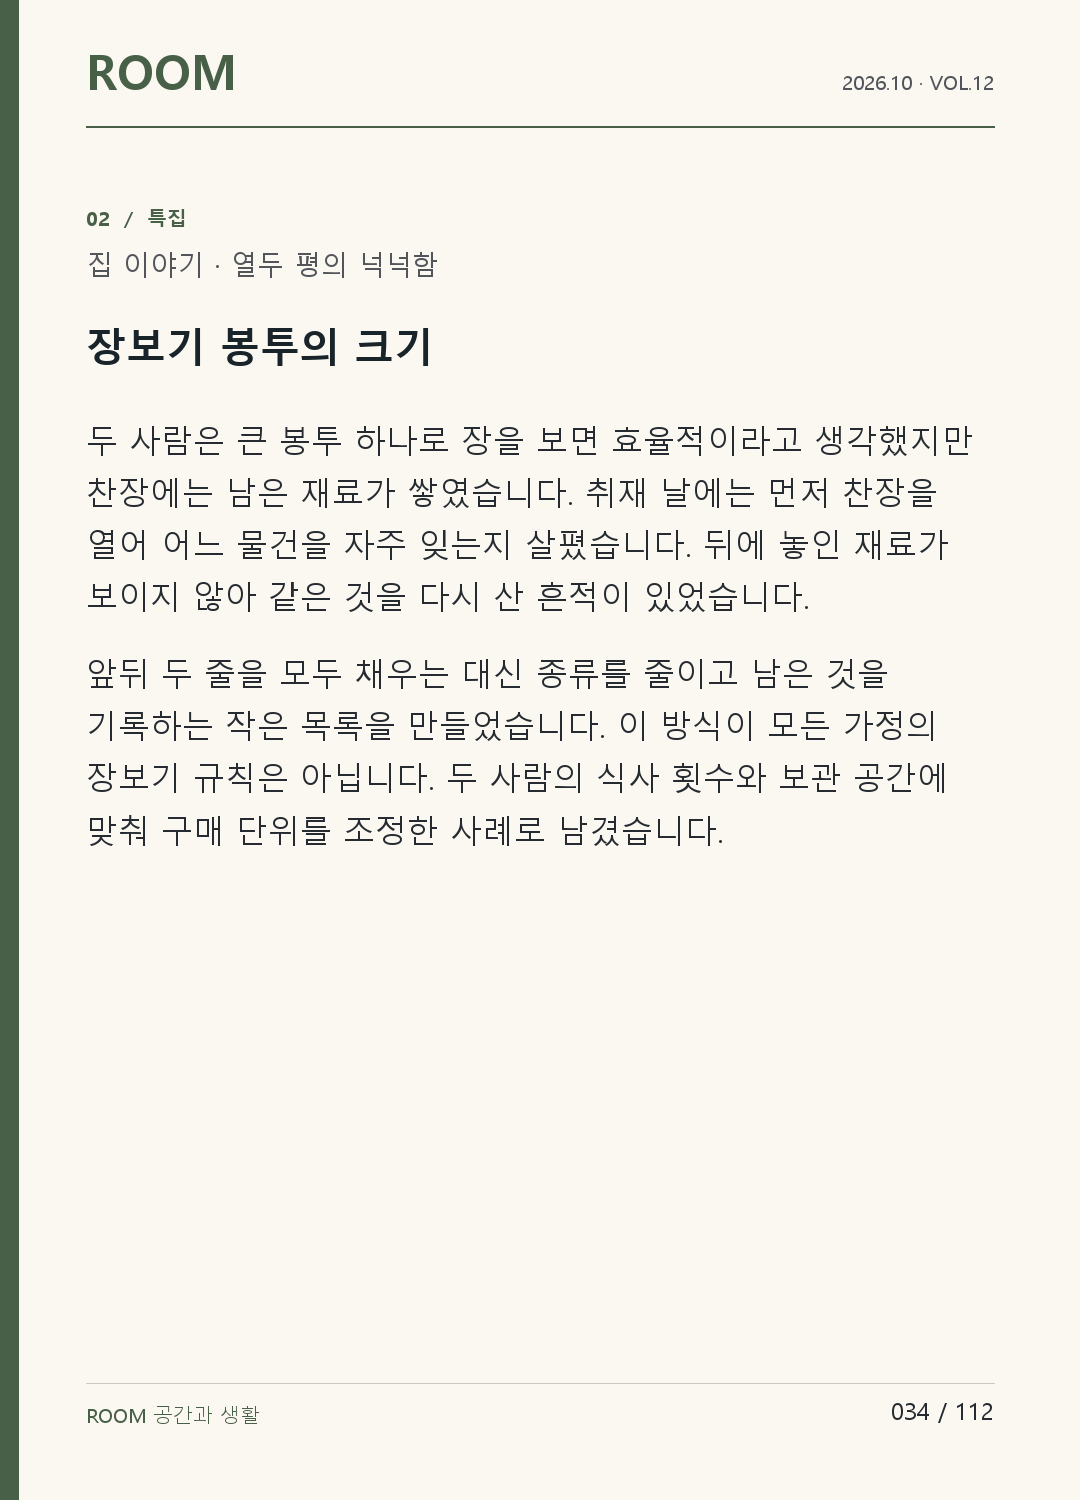 ROOM
2026.10 · VOL.12
02 / 특집
집 이야기 · 열두 평의 넉넉함
장보기 봉투의 크기
두 사람은 큰 봉투 하나로 장을 보면 효율적이라고 생각했지만
찬장에는 남은 재료가 쌓였습니다. 취재 날에는 먼저 찬장을
열어 어느 물건을 자주 잊는지 살폈습니다. 뒤에 놓인 재료가
보이지 않아 같은 것을 다시 산 흔적이 있었습니다.
앞뒤 두 줄을 모두 채우는 대신 종류를 줄이고 남은 것을
기록하는 작은 목록을 만들었습니다. 이 방식이 모든 가정의
장보기 규칙은 아닙니다. 두 사람의 식사 횟수와 보관 공간에
맞춰 구매 단위를 조정한 사례로 남겼습니다.
ROOM 공간과 생활
034 / 112